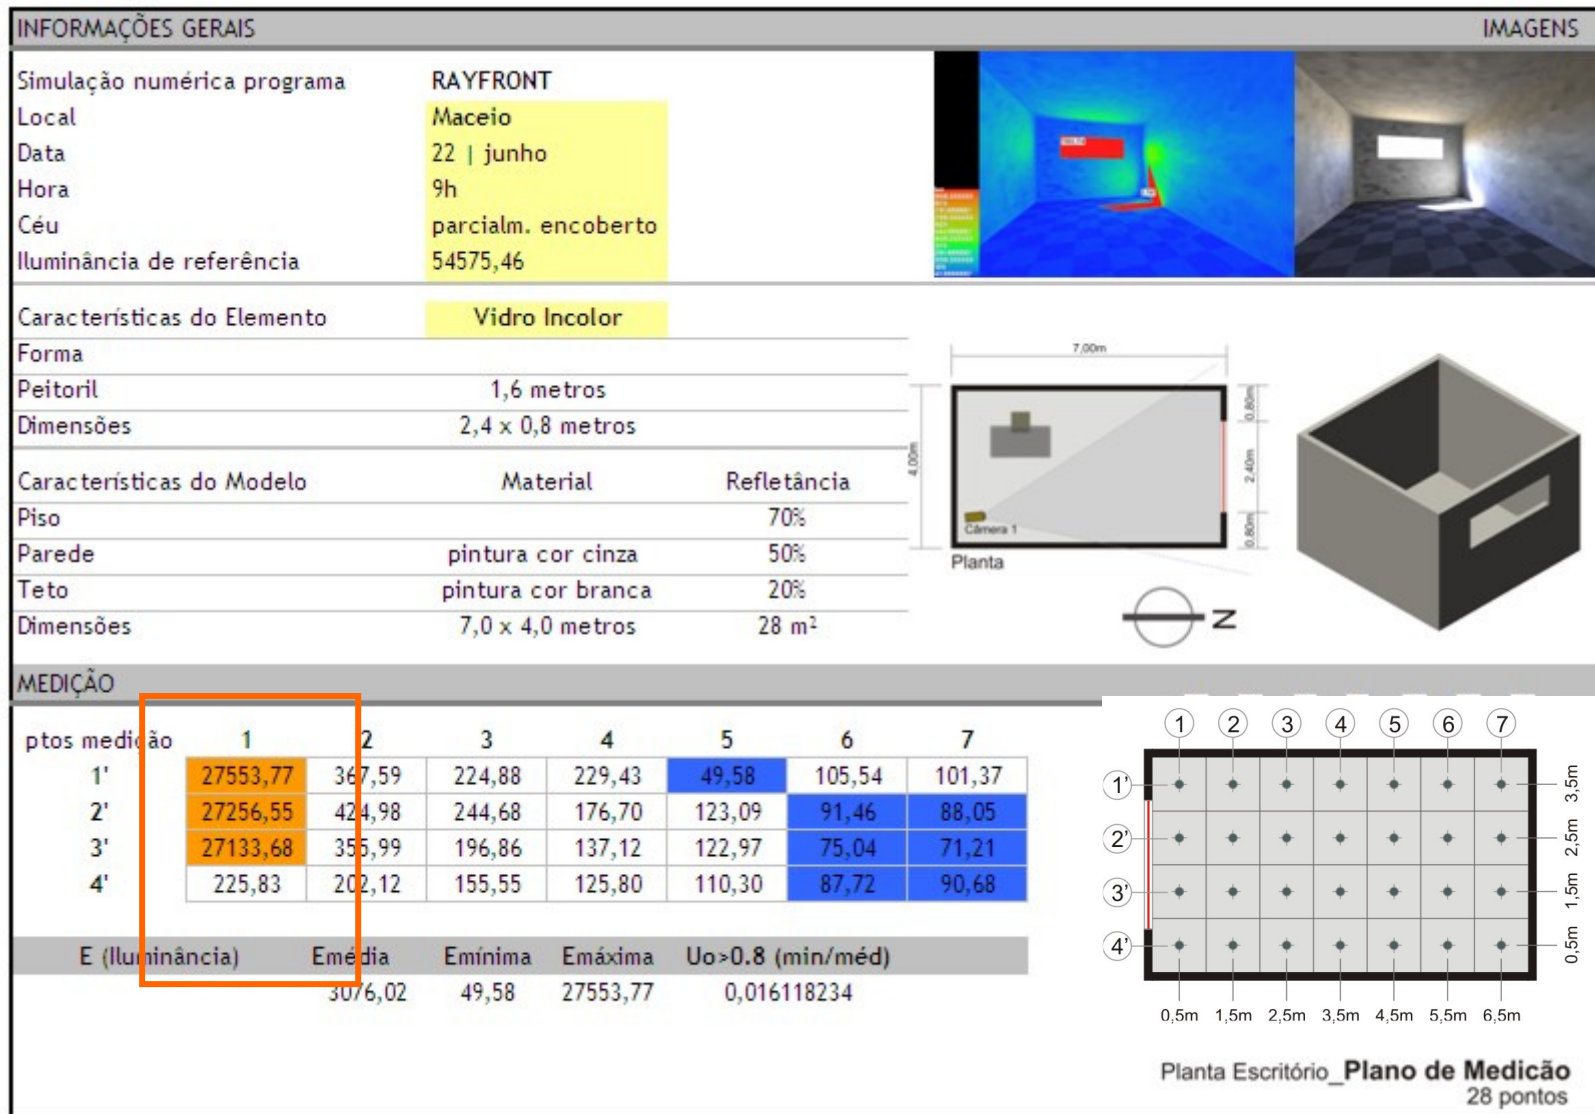 INFORMAÇÕES GERAIS IMAGENS
Simulação numérica programa RAYFRONT
Local Maceio
Data 22 | junho
Hora 9h
Céu parcialm. encoberto
Iluminância de referência 54575,46
Características do Elemento Vidro Incolor
Forma
Peitoril 1,6 metros
Dimensões 2,4 x 0,8 metros
Características do Modelo Material Refletância
Piso 70%
Parede pintura cor cinza 50%
Teto pintura cor branca 20%
Dimensões 7,0 x 4,0 metros 28 m²
7,00m
4,00m
0,80m
2,40m
0,80m
Câmera 1
Planta
N
MEDIÇÃO
ptos medição 1 2 3 4 5 6 7
1' 27553,77 367,59 224,88 229,43 49,58 105,54 101,37
2' 27256,55 424,98 244,68 176,70 123,09 91,46 88,05
3' 27133,68 355,99 196,86 137,12 122,97 75,04 71,21
4' 225,83 202,12 155,55 125,80 110,30 87,72 90,68
E (Iluminância) Emédia Emínima Emáxima Uo>0.8 (min/méd)
3076,02 49,58 27553,77 0,016118234
1 2 3 4 5 6 7
1' 3,5m
2' 2,5m
3' 1,5m
4' 0,5m
0,5m 1,5m 2,5m 3,5m 4,5m 5,5m 6,5m
Planta Escritório_Plano de Medicão
28 pontos